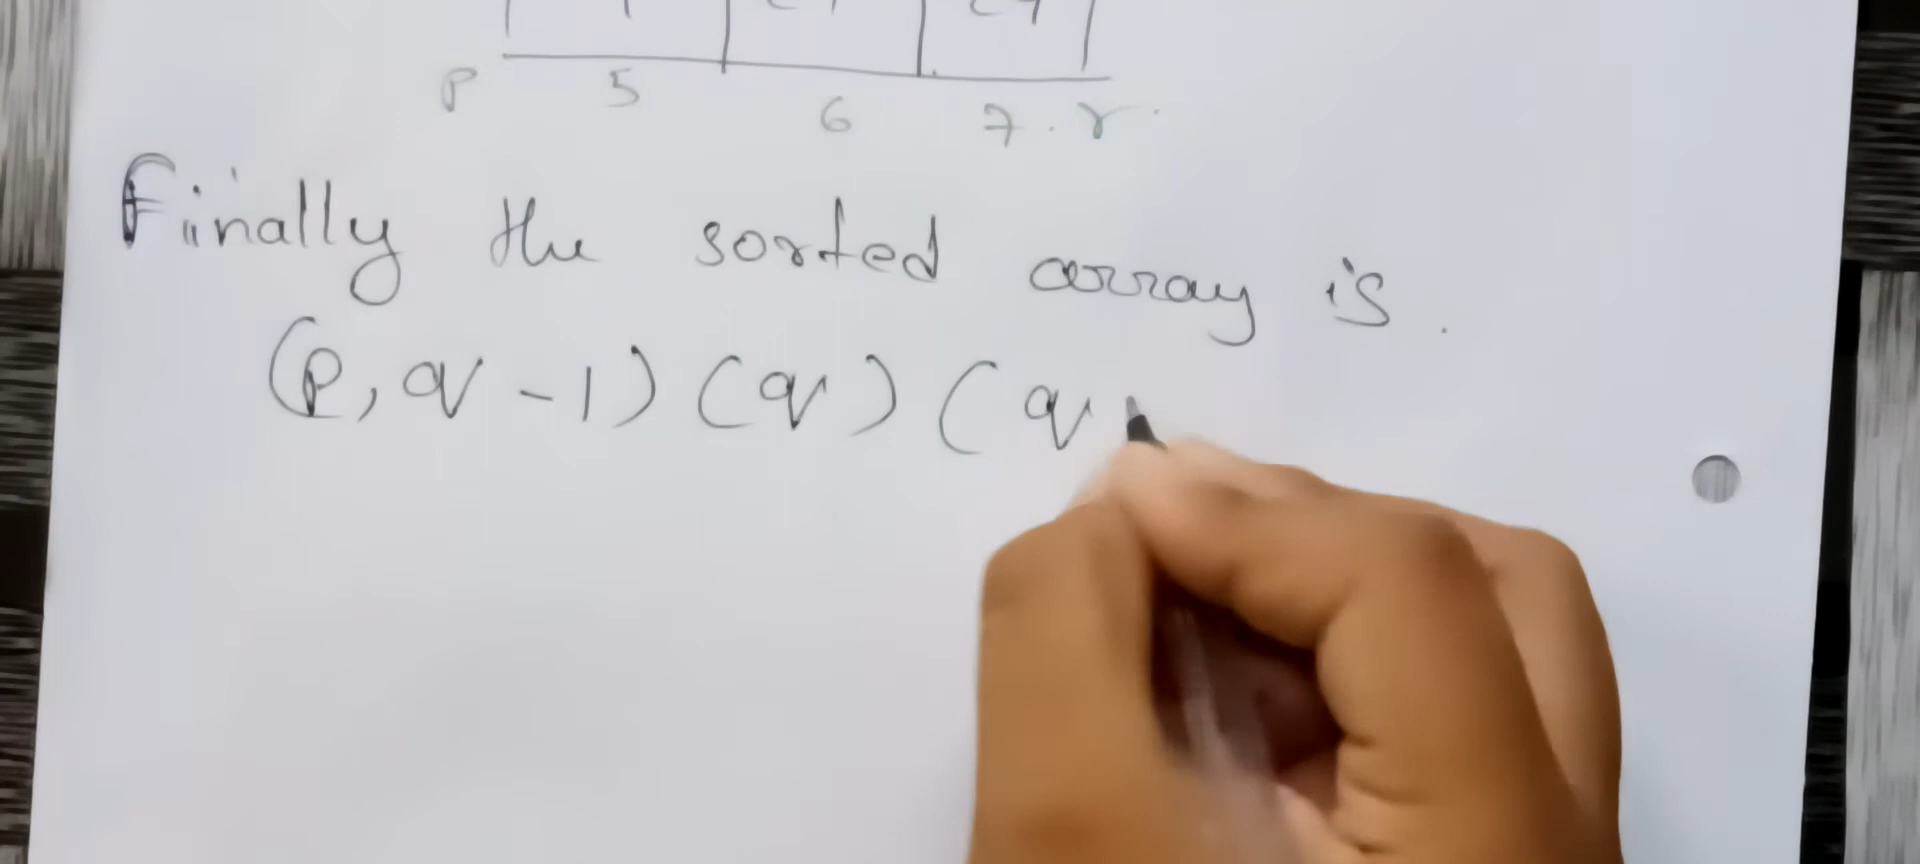 P 5 6 7. r.
Finally the sorted array is.
(P, q - 1) (q) (q